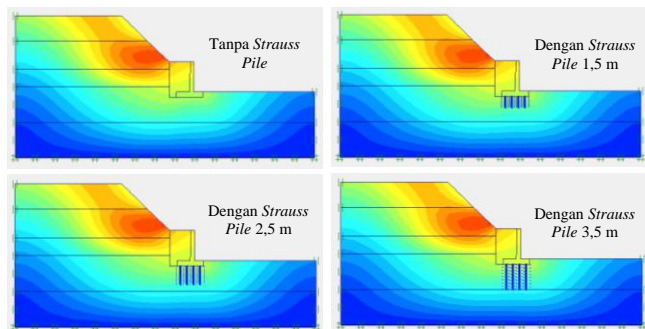 Tanpa Strauss
Pile
Dengan Strauss
Pile 1,5 m
Dengan Strauss
Pile 2,5 m
Dengan Strauss
Pile 3,5 m